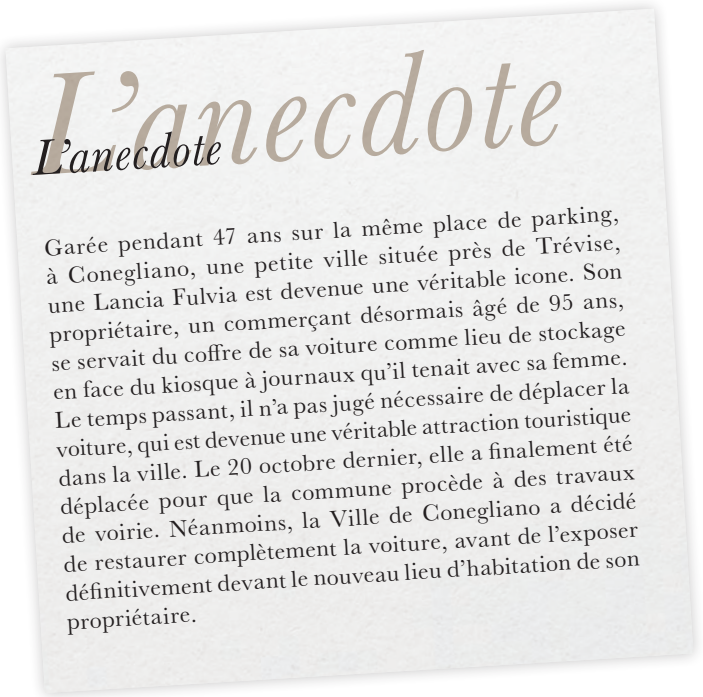 L'anecdote
L'anecdote
Garée pendant 47 ans sur la même place de parking,
à Conegliano, une petite ville située près de Trévise,
une Lancia Fulvia est devenue une véritable icone. Son
propriétaire, un commerçant désormais âgé de 95 ans,
se servait du coffre de sa voiture comme lieu de stockage
en face du kiosque à journaux qu'il tenait avec sa femme.
Le temps passant, il n'a pas jugé nécessaire de déplacer la
voiture, qui est devenue une véritable attraction touristique
dans la ville. Le 20 octobre dernier, elle a finalement été
déplacée pour que la commune procède à des travaux
de voirie. Néanmoins, la Ville de Conegliano a décidé
de restaurer complètement la voiture, avant de l'exposer
définitivement devant le nouveau lieu d'habitation de son
propriétaire.